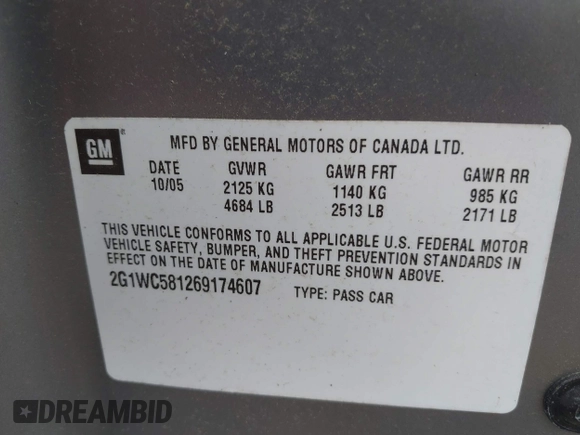 GM ®
MFD BY GENERAL MOTORS OF CANADA LTD.
DATE GVWR GAWR FRT GAWR RR
10/05 2125 KG 1140 KG 985 KG
4684 LB 2513 LB 2171 LB
THIS VEHICLE CONFORMS TO ALL APPLICABLE U.S. FEDERAL MOTOR
VEHICLE SAFETY, BUMPER, AND THEFT PREVENTION STANDARDS IN
EFFECT ON THE DATE OF MANUFACTURE SHOWN ABOVE.
2G1WC581269174607 TYPE: PASS CAR
DREAMBID